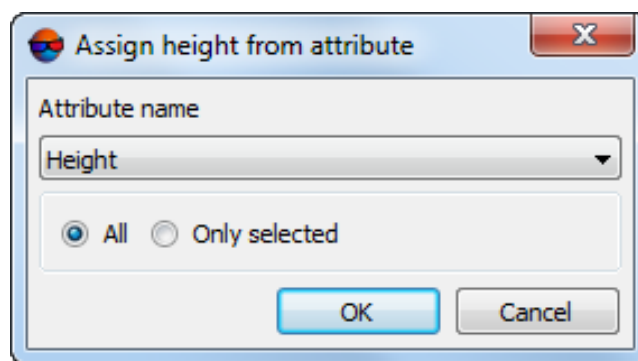 Assign height from attribute
Attribute name
Height
All Only selected
OK Cancel